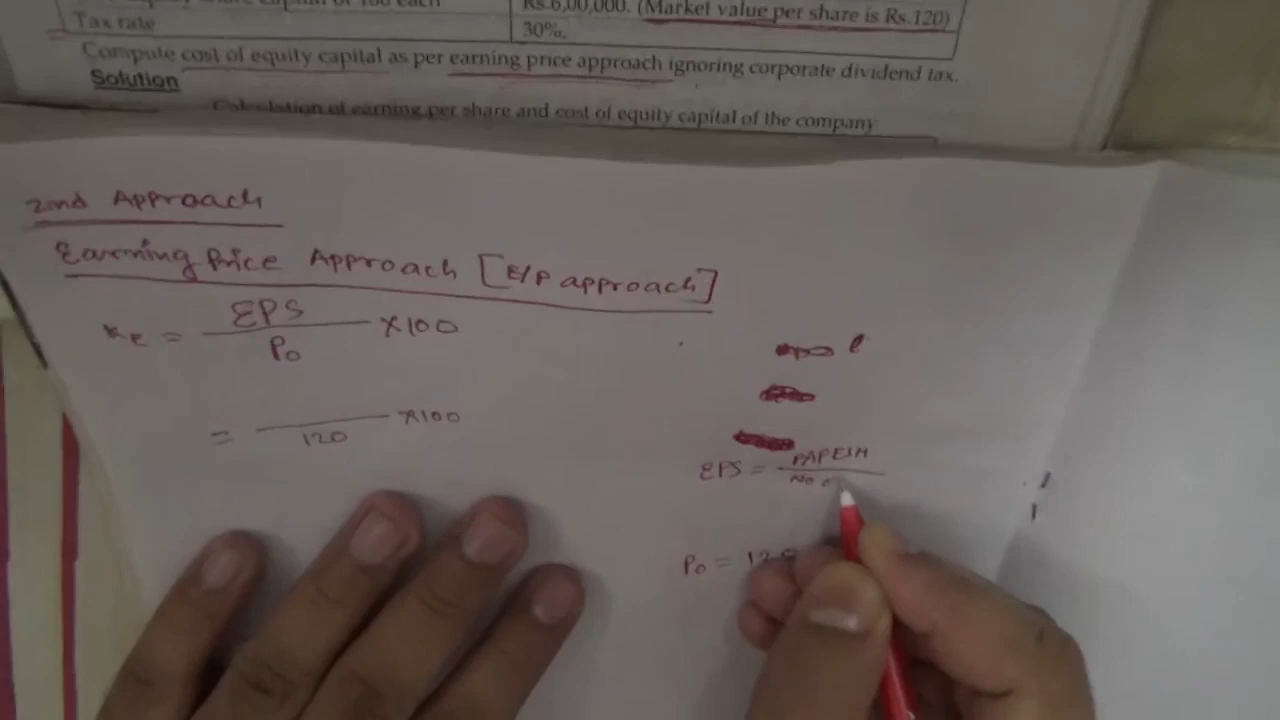 Rs.6,00,000. (Market value per share is Rs.120)
Tax rate 30%.
Compute cost of equity capital as per earning price approach ignoring corporate dividend tax.
Solution
Calculation of earning per share and cost of equity capital of the company
2nd Approach
Earning Price Approach [E/P approach]
Ke = EPS / P0 × 100
= / 120 × 100
EPS = PAPESH / No o
P0 = 120